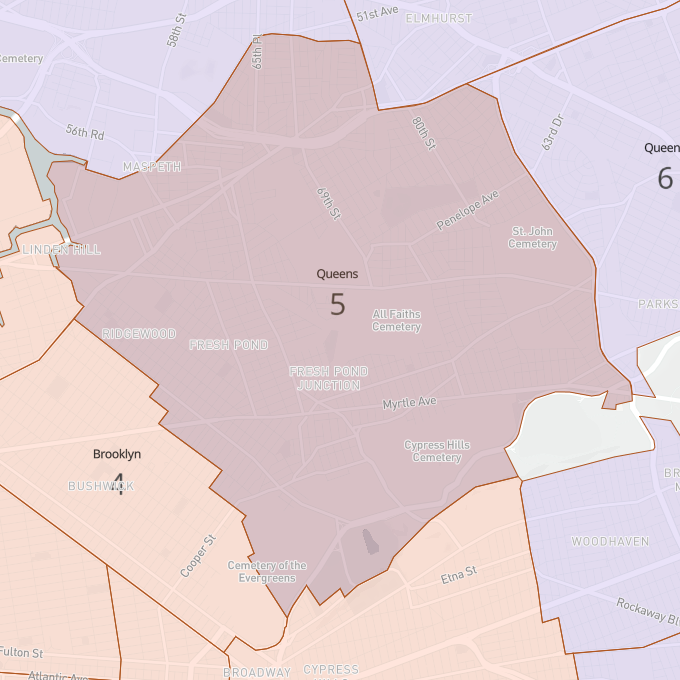 51st Ave
ELMHURST
58th St
65th Pl
Cemetery
56th Rd
80th St
63rd Dr
Queen
6
MASPETH
69th St
Penelope Ave
St. John
Cemetery
LINDEN HILL
Queens
5
PARKS
All Faiths
Cemetery
RIDGEWOOD
FRESH POND
FRESH POND
JUNCTION
Myrtle Ave
Cypress Hills
Cemetery
Brooklyn
4
BUSHWICK
BR
WOODHAVEN
Cooper St
Cemetery of the
Evergreens
Etna St
Rockaway Bl
Fulton St
Atlantic Ave
BROADWAY
CYPRESS